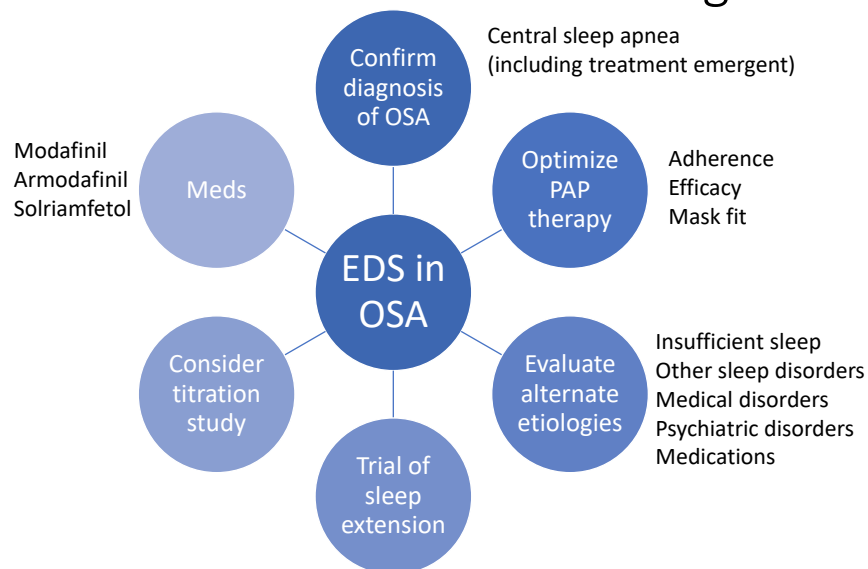 Confirm
diagnosis
of OSA
Central sleep apnea
(including treatment emergent)
Optimize
PAP
therapy
Adherence
Efficacy
Mask fit
Evaluate
alternate
etiologies
Insufficient sleep
Other sleep disorders
Medical disorders
Psychiatric disorders
Medications
Trial of
sleep
extension
Consider
titration
study
Modafinil
Armodafinil
Solriamfetol
Meds
EDS in
OSA